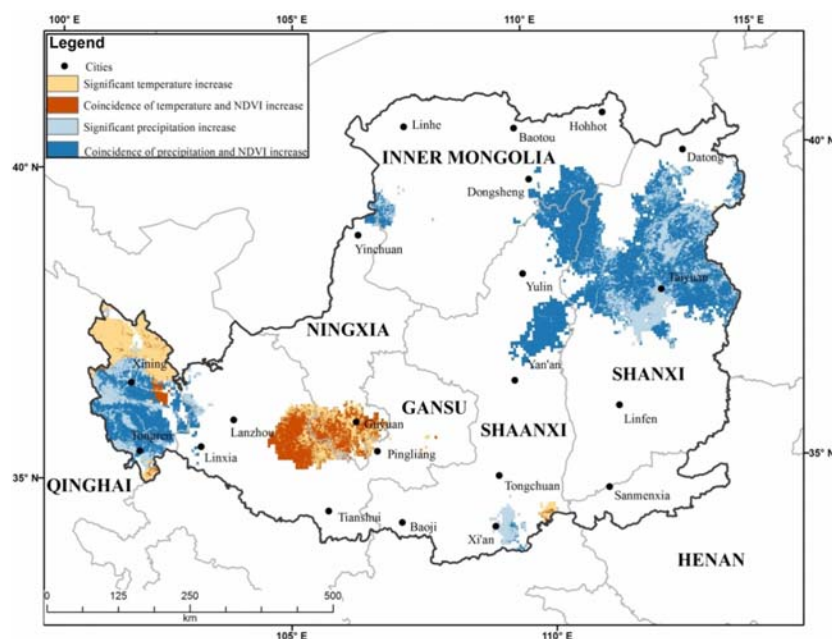 100° E 105° E 110° E 115° E
Legend
Cities
Significant temperature increase
Coincidence of temperature and NDVI increase
Significant precipitation increase
Coincidence of precipitation and NDVI increase
Linhe
Baotou
Hohhot
40° N
40° N
INNER MONGOLIA
Datong
Dongsheng
Yinchuan
Yulin
Taiyuan
NINGXIA
Xining
Yan'an
SHANXI
GANSU
Linfen
Lanzhou
Guyuan
SHAANXI
Tongren
Linxia
Pingliang
35° N
35° N
QINGHAI
Tongchuan
Sanmenxia
Tianshui
Baoji
Xi'an
HENAN
0 125 250 500
km
105° E 110° E